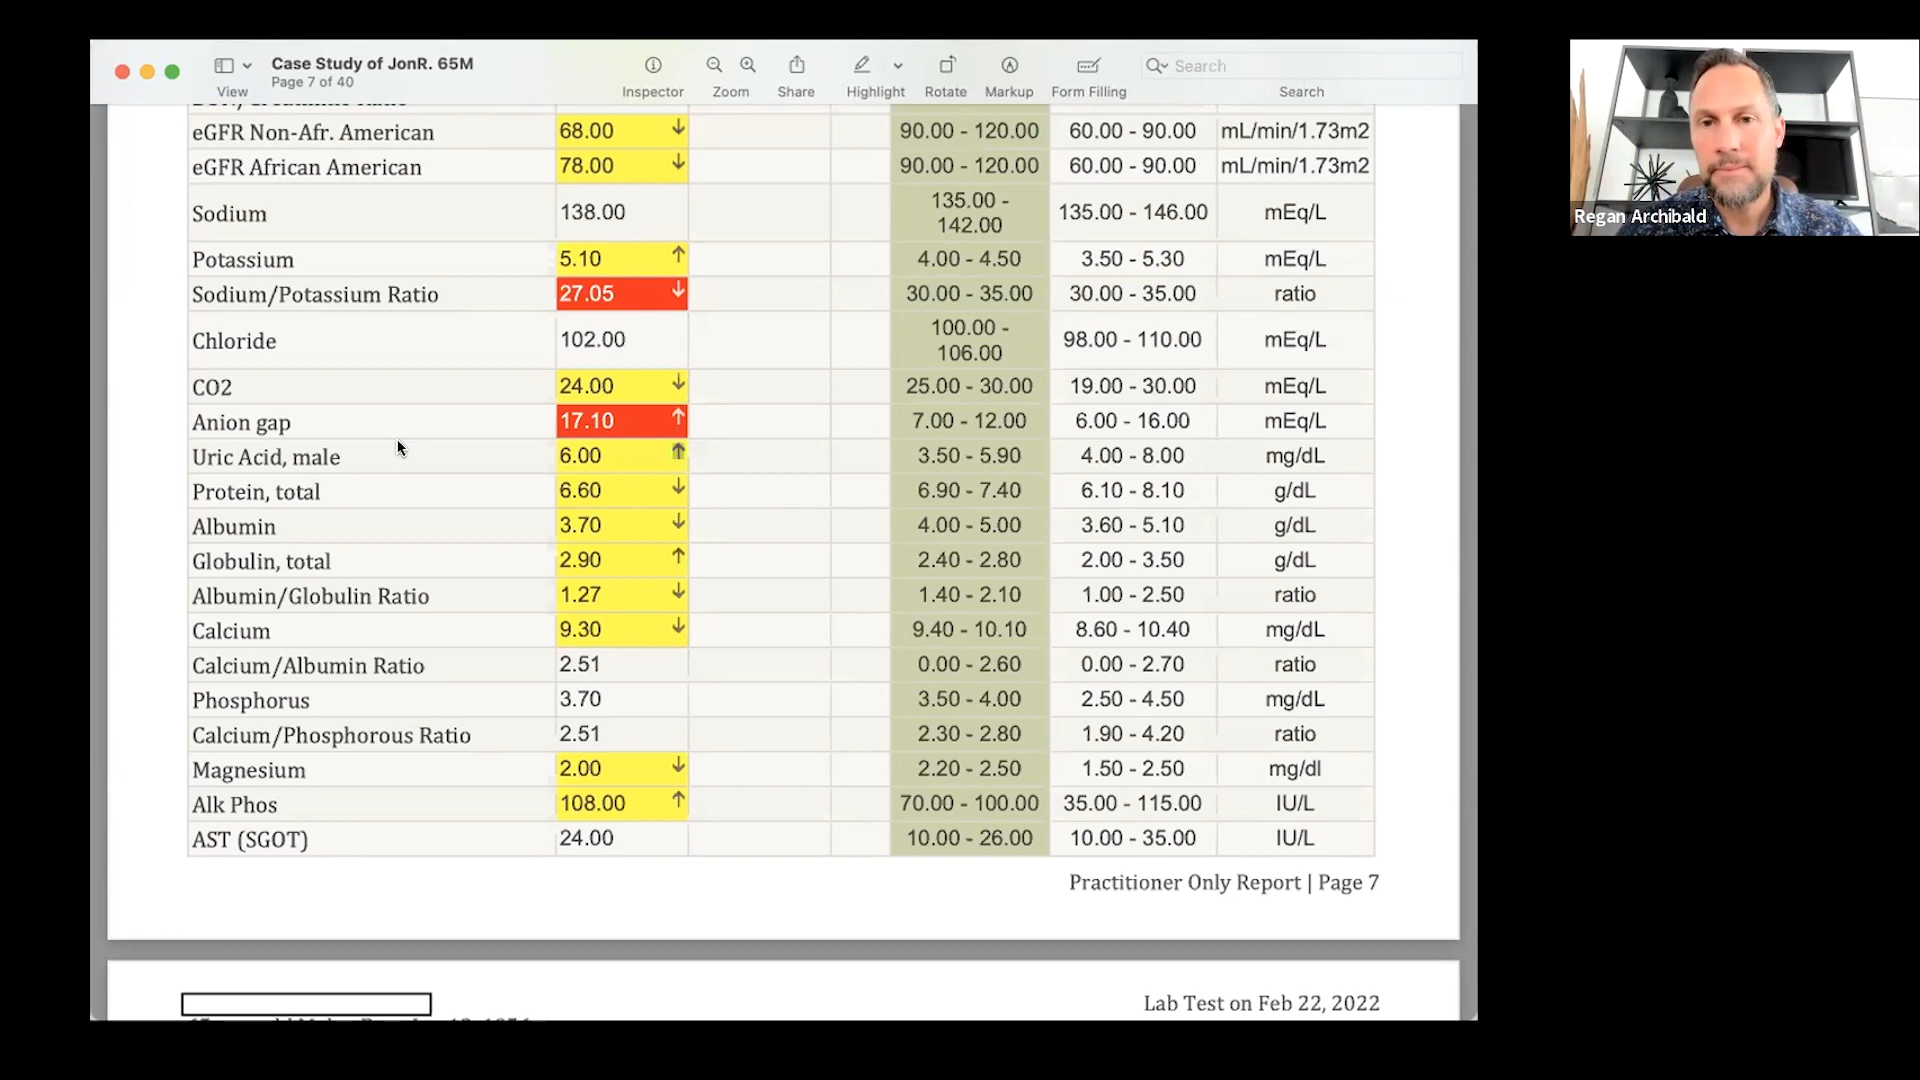 Case Study of JonR. 65M
Page 7 of 40
View
Inspector
Zoom
Share
Highlight
Rotate
Markup
Form Filling
Search
Search
eGFR Non-Afr. American 68.00 ↓ 90.00 - 120.00 60.00 - 90.00 mL/min/1.73m2
eGFR African American 78.00 ↓ 90.00 - 120.00 60.00 - 90.00 mL/min/1.73m2
Sodium 138.00 135.00 - 142.00 135.00 - 146.00 mEq/L
Potassium 5.10 ↑ 4.00 - 4.50 3.50 - 5.30 mEq/L
Sodium/Potassium Ratio 27.05 ↓ 30.00 - 35.00 30.00 - 35.00 ratio
Chloride 102.00 100.00 - 106.00 98.00 - 110.00 mEq/L
CO2 24.00 ↓ 25.00 - 30.00 19.00 - 30.00 mEq/L
Anion gap 17.10 ↑ 7.00 - 12.00 6.00 - 16.00 mEq/L
Uric Acid, male 6.00 ↑ 3.50 - 5.90 4.00 - 8.00 mg/dL
Protein, total 6.60 ↓ 6.90 - 7.40 6.10 - 8.10 g/dL
Albumin 3.70 ↓ 4.00 - 5.00 3.60 - 5.10 g/dL
Globulin, total 2.90 ↑ 2.40 - 2.80 2.00 - 3.50 g/dL
Albumin/Globulin Ratio 1.27 ↓ 1.40 - 2.10 1.00 - 2.50 ratio
Calcium 9.30 ↓ 9.40 - 10.10 8.60 - 10.40 mg/dL
Calcium/Albumin Ratio 2.51 0.00 - 2.60 0.00 - 2.70 ratio
Phosphorus 3.70 3.50 - 4.00 2.50 - 4.50 mg/dL
Calcium/Phosphorous Ratio 2.51 2.30 - 2.80 1.90 - 4.20 ratio
Magnesium 2.00 ↓ 2.20 - 2.50 1.50 - 2.50 mg/dl
Alk Phos 108.00 ↑ 70.00 - 100.00 35.00 - 115.00 IU/L
AST (SGOT) 24.00 10.00 - 26.00 10.00 - 35.00 IU/L
Practitioner Only Report | Page 7
Lab Test on Feb 22, 2022
Regan Archibald